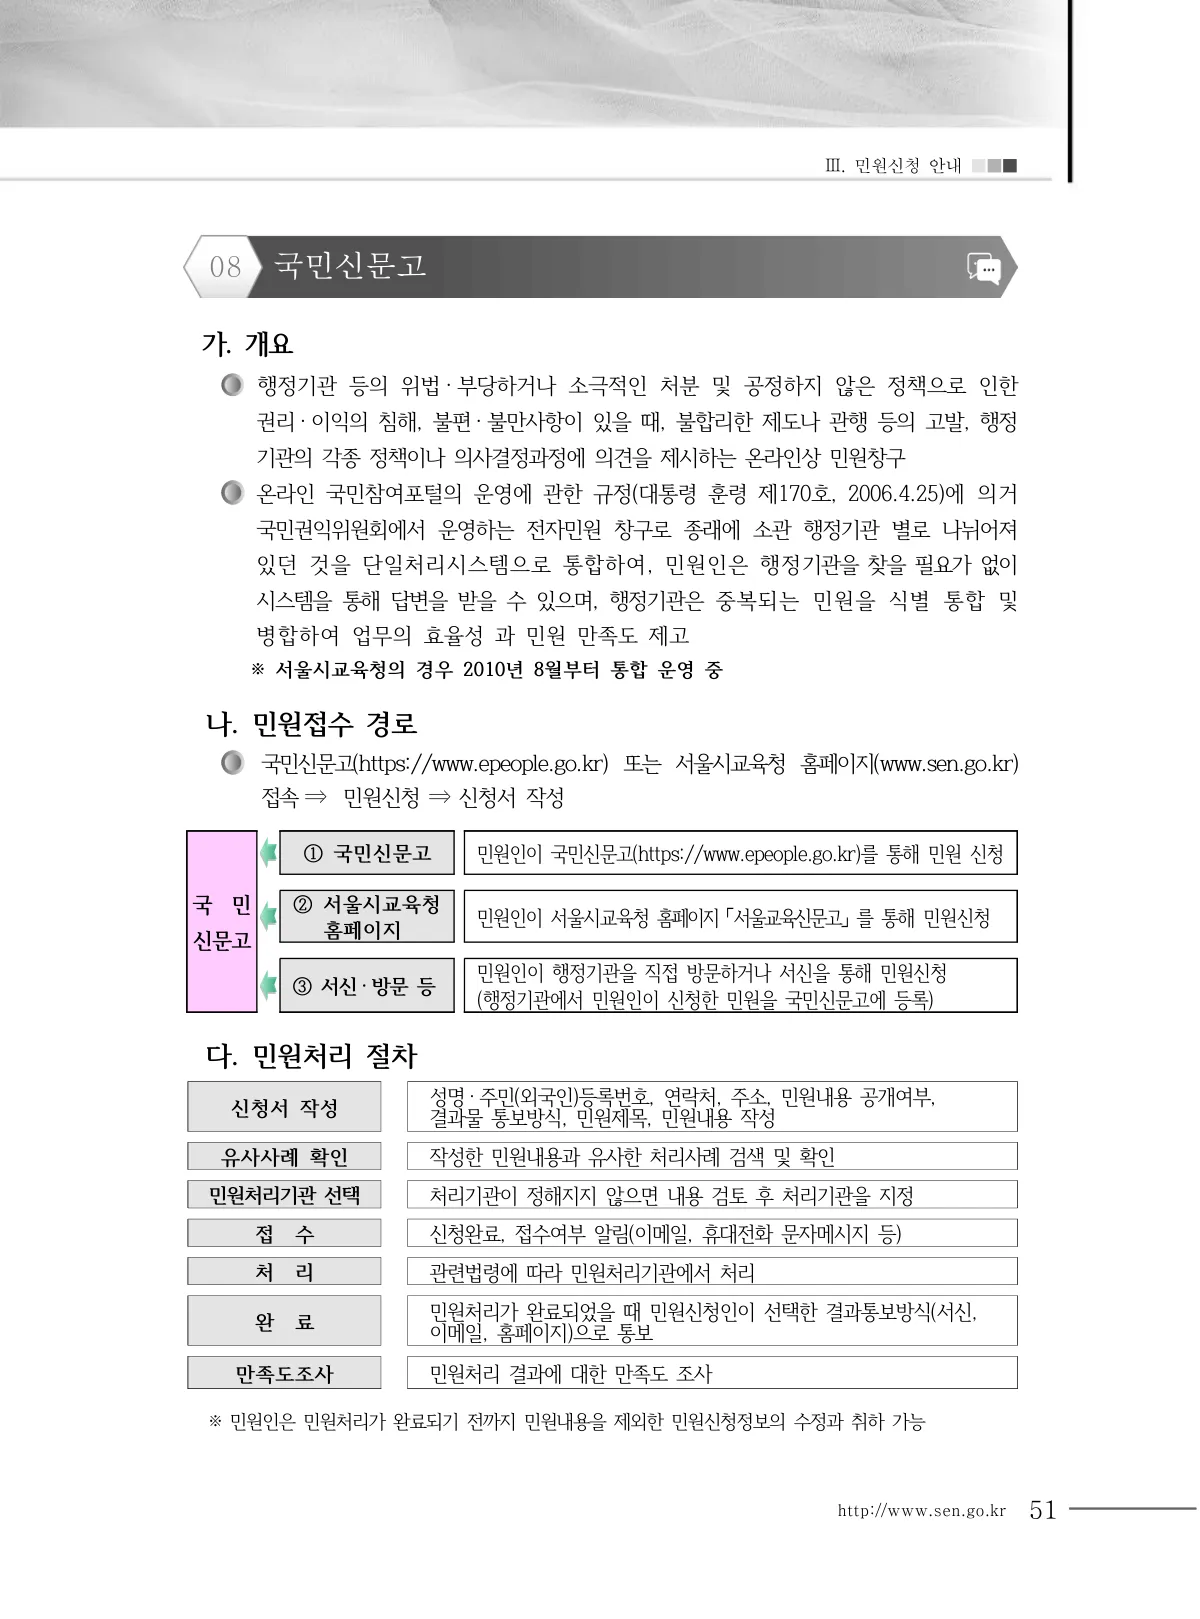 Ⅲ. 민원신청 안내
08 국민신문고
가. 개요
행정기관 등의 위법·부당하거나 소극적인 처분 및 공정하지 않은 정책으로 인한
권리·이익의 침해, 불편·불만사항이 있을 때, 불합리한 제도나 관행 등의 고발, 행정
기관의 각종 정책이나 의사결정과정에 의견을 제시하는 온라인상 민원창구
온라인 국민참여포털의 운영에 관한 규정(대통령 훈령 제170호, 2006.4.25)에 의거
국민권익위원회에서 운영하는 전자민원 창구로 종래에 소관 행정기관 별로 나뉘어져
있던 것을 단일처리시스템으로 통합하여, 민원인은 행정기관을 찾을 필요가 없이
시스템을 통해 답변을 받을 수 있으며, 행정기관은 중복되는 민원을 식별 통합 및
병합하여 업무의 효율성 과 민원 만족도 제고
※ 서울시교육청의 경우 2010년 8월부터 통합 운영 중
나. 민원접수 경로
국민신문고(https://www.epeople.go.kr) 또는 서울시교육청 홈페이지(www.sen.go.kr)
접속 ⇒ 민원신청 ⇒ 신청서 작성
국 민
신문고
① 국민신문고
민원인이 국민신문고(https://www.epeople.go.kr)를 통해 민원 신청
② 서울시교육청
홈페이지
민원인이 서울시교육청 홈페이지「서울교육신문고」를 통해 민원신청
③ 서신·방문 등
민원인이 행정기관을 직접 방문하거나 서신을 통해 민원신청
(행정기관에서 민원인이 신청한 민원을 국민신문고에 등록)
다. 민원처리 절차
신청서 작성
성명·주민(외국인)등록번호, 연락처, 주소, 민원내용 공개여부,
결과물 통보방식, 민원제목, 민원내용 작성
유사사례 확인
작성한 민원내용과 유사한 처리사례 검색 및 확인
민원처리기관 선택
처리기관이 정해지지 않으면 내용 검토 후 처리기관을 지정
접 수
신청완료, 접수여부 알림(이메일, 휴대전화 문자메시지 등)
처 리
관련법령에 따라 민원처리기관에서 처리
완 료
민원처리가 완료되었을 때 민원신청인이 선택한 결과통보방식(서신,
이메일, 홈페이지)으로 통보
만족도조사
민원처리 결과에 대한 만족도 조사
※ 민원인은 민원처리가 완료되기 전까지 민원내용을 제외한 민원신청정보의 수정과 취하 가능
http://www.sen.go.kr 51